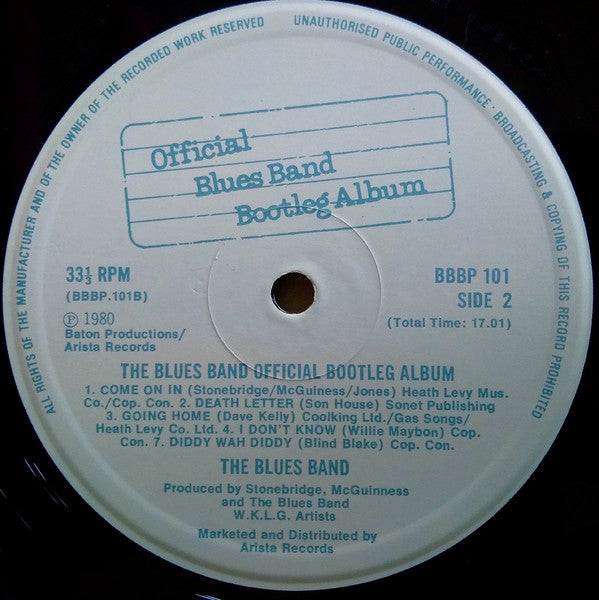 ALL RIGHTS OF THE MANUFACTURER AND OF THE OWNER OF THE RECORDED WORK RESERVED
UNAUTHORISED PUBLIC PERFORMANCE · BROADCASTING & COPYING OF THIS RECORD PROHIBITED
Official
Blues Band
Bootleg Album
33⅓ RPM
(BBBP.101B)
℗ 1980
Baton Productions/
Arista Records
BBBP 101
SIDE 2
(Total Time: 17.01)
THE BLUES BAND OFFICIAL BOOTLEG ALBUM
1. COME ON IN (Stonebridge/McGuiness/Jones) Heath Levy Mus.
Co./Cop. Con. 2. DEATH LETTER (Son House) Sonet Publishing
3. GOING HOME (Dave Kelly) Coolking Ltd./Gas Songs/
Heath Levy Co. Ltd. 4. I DON'T KNOW (Willie Maybon) Cop.
Con. 7. DIDDY WAH DIDDY (Blind Blake) Cop. Con.
THE BLUES BAND
Produced by Stonebridge, McGuinness
and The Blues Band
W.K.L.G. Artists
Marketed and Distributed by
Arista Records